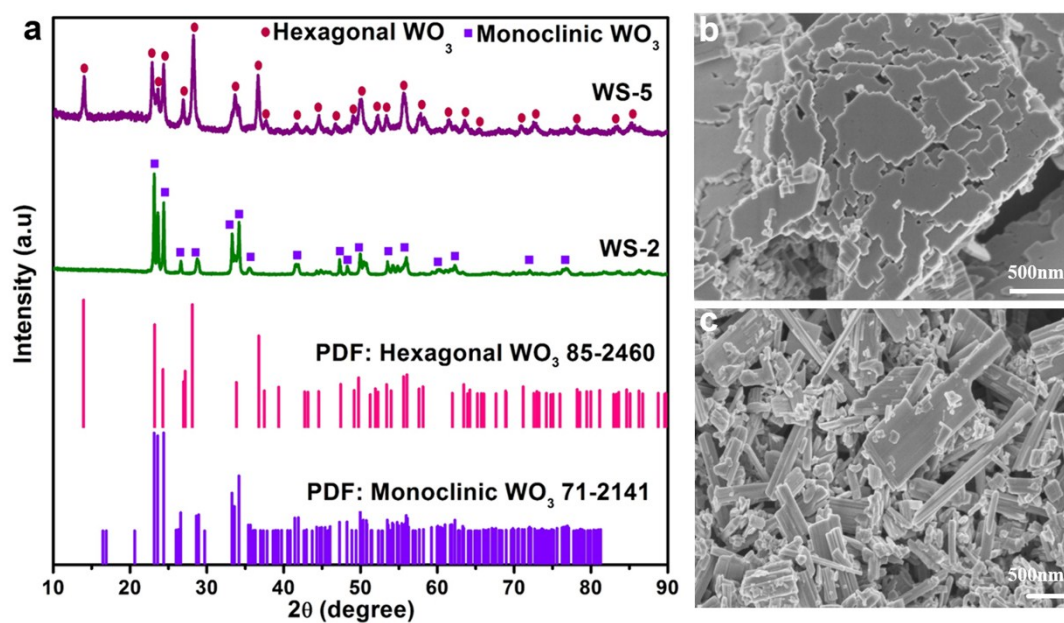 a
Hexagonal WO3 Monoclinic WO3
WS-5
WS-2
PDF: Hexagonal WO3 85-2460
PDF: Monoclinic WO3 71-2141
Intensity (a.u)
10 20 30 40 50 60 70 80 90
2θ (degree)
b
500nm
c
500nm